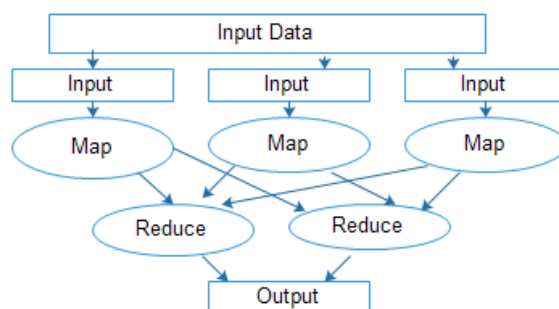 Input Data
Input Input Input
Map Map Map
Reduce Reduce
Output